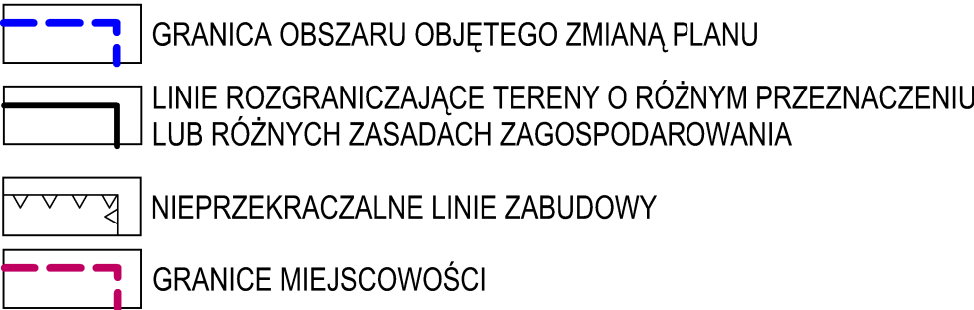 GRANICA OBSZARU OBJĘTEGO ZMIANĄ PLANU
LINIE ROZGRANICZAJĄCE TERENY O RÓŻNYM PRZEZNACZENIU
LUB RÓŻNYCH ZASADACH ZAGOSPODAROWANIA
NIEPRZEKRACZALNE LINIE ZABUDOWY
GRANICE MIEJSCOWOŚCI